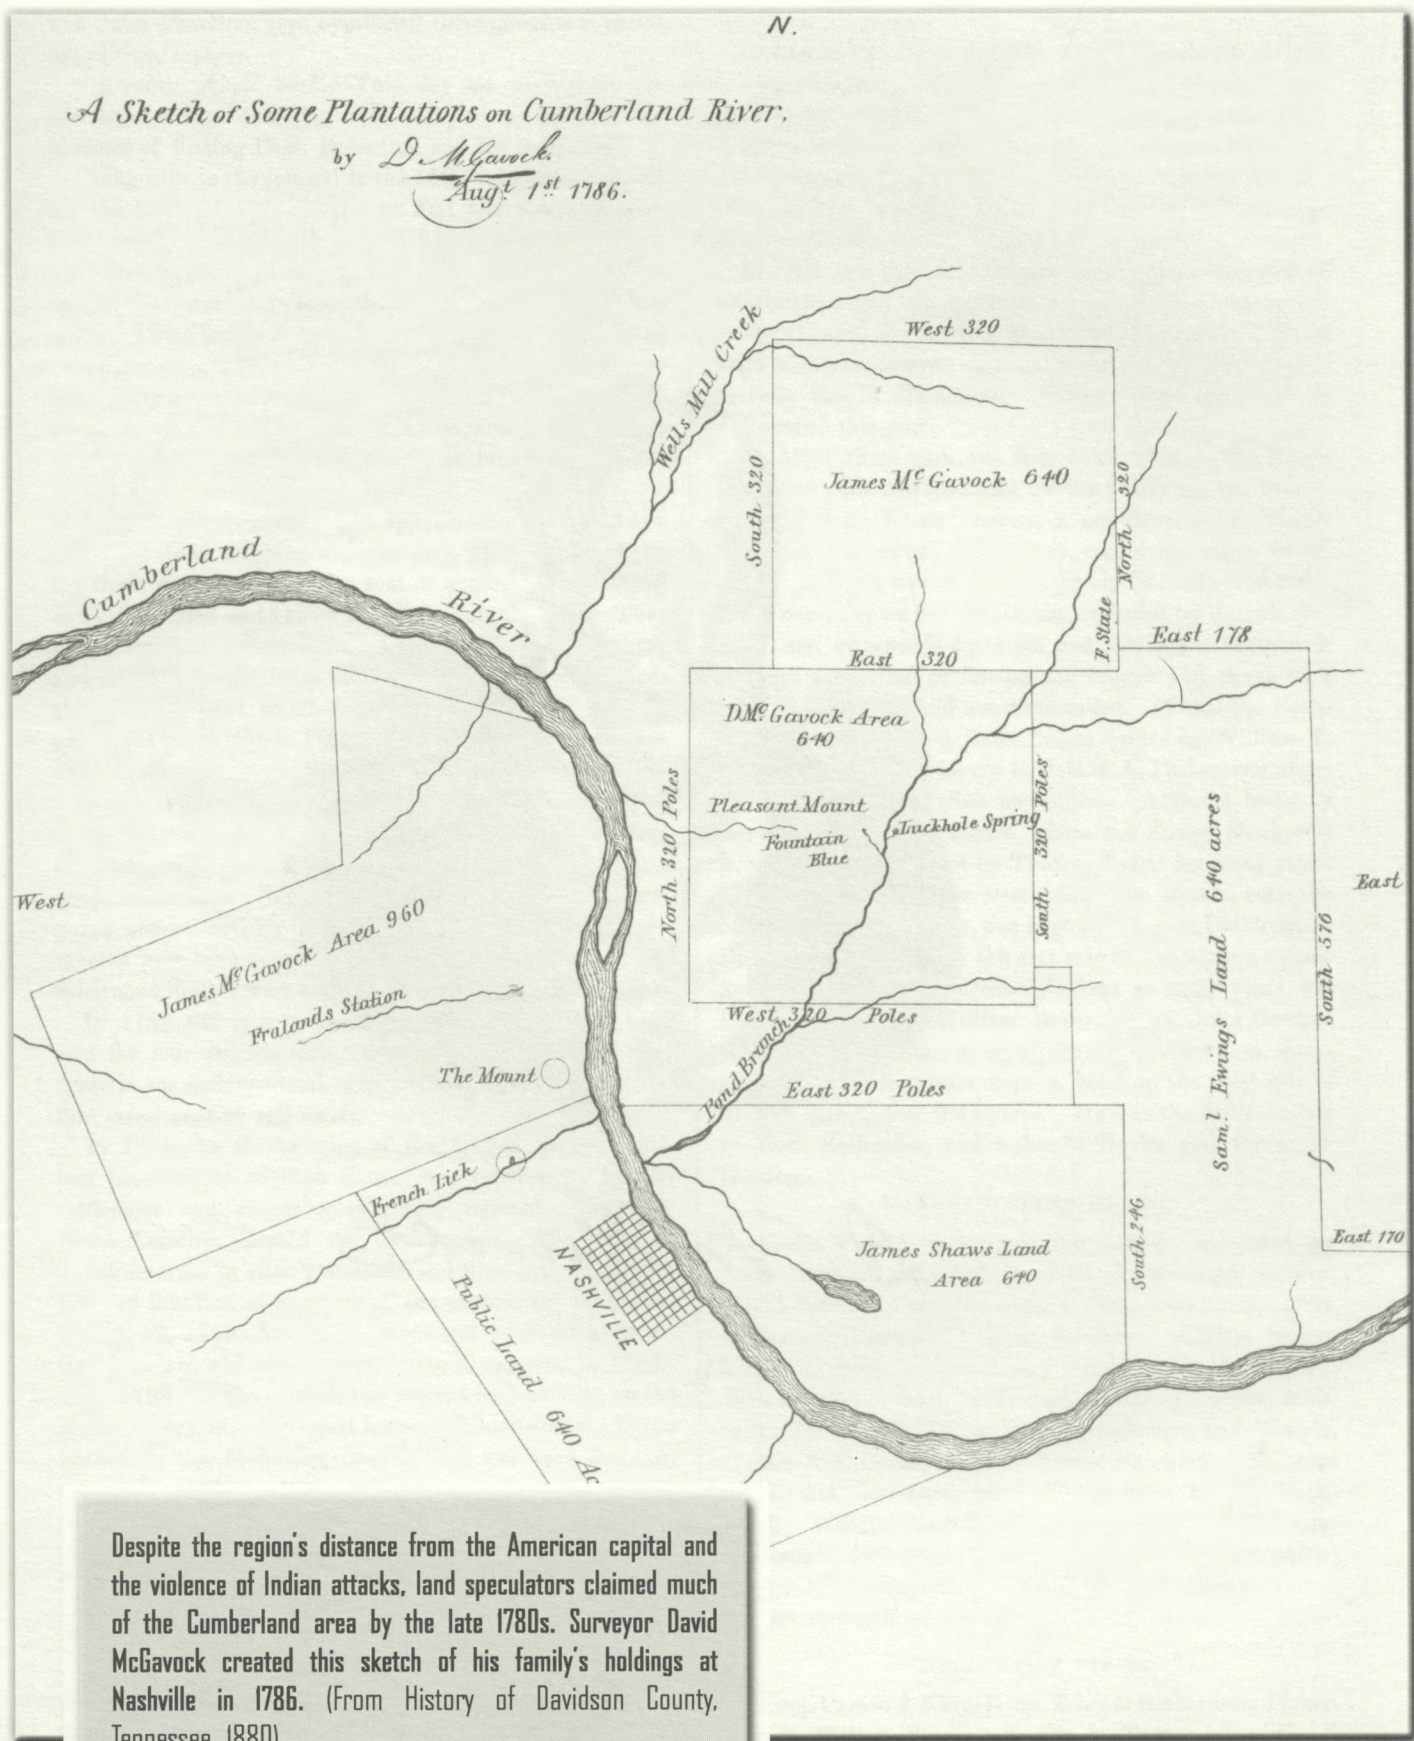 N.
A Sketch of Some Plantations on Cumberland River.
by D McGavock.
Augt. 1st 1786.
Wells Mill Creek
West 320
South 320
James Mc Gavock 640
North 320
F. State
Cumberland River
East 178
East 320
D. Mc Gavock Area
640
North 320 Poles
Pleasant Mount
Fountain
Blue
Luckhole Spring
South 320 Poles
Saml. Ewings Land 640 acres
West
East
South 576
James Mc Gavock Area 960
Fralands Station
The Mount
West 320 Poles
Pond Branch
East 320 Poles
French Lick
NASHVILLE
Public Land 640 Ac
James Shaws Land
Area 640
South 246
East 170
Despite the region's distance from the American capital and
the violence of Indian attacks, land speculators claimed much
of the Cumberland area by the late 1780s. Surveyor David
McGavock created this sketch of his family's holdings at
Nashville in 1786. (From History of Davidson County,
Tennessee, 1880)